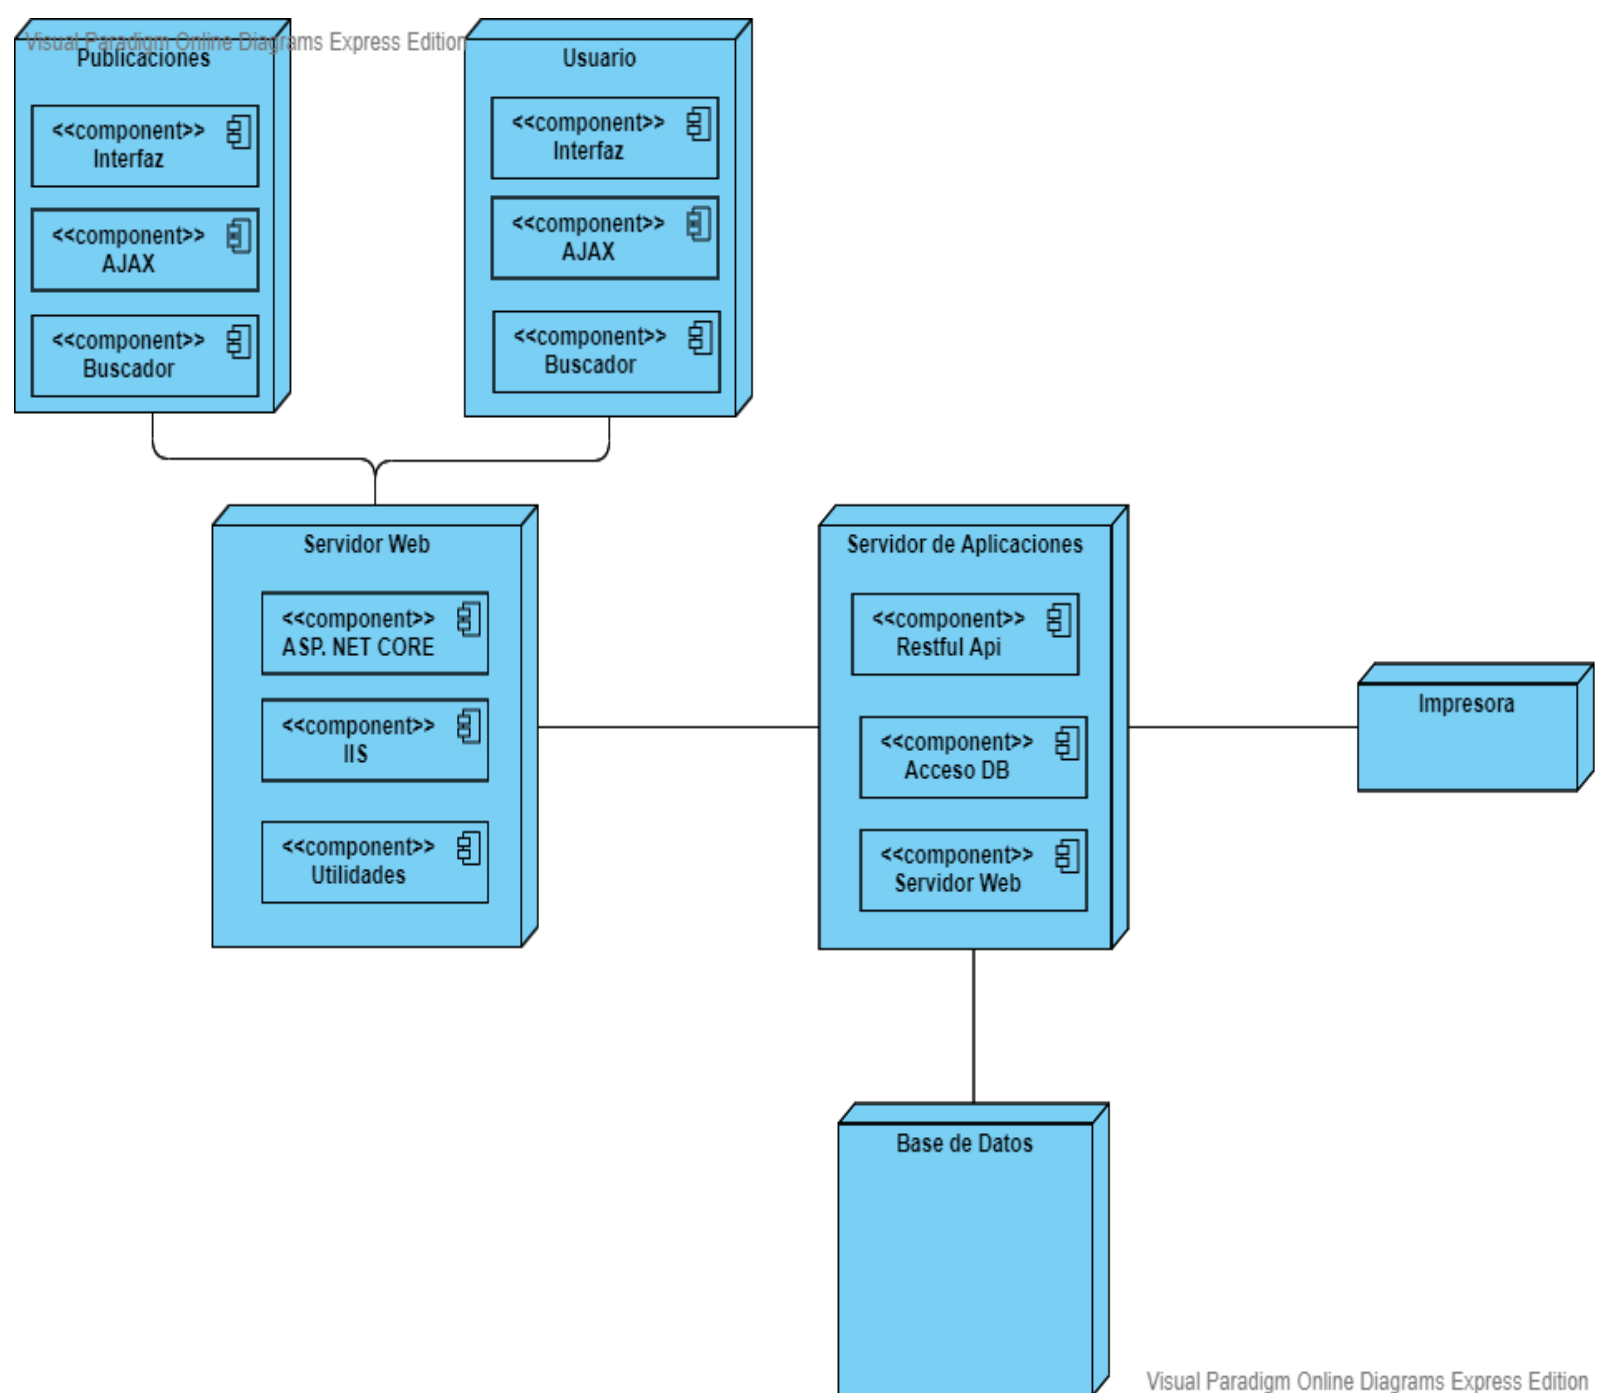 Visual Paradigm Online Diagrams Express Edition
Publicaciones
<<component>>
Interfaz
<<component>>
AJAX
<<component>>
Buscador
Usuario
<<component>>
Interfaz
<<component>>
AJAX
<<component>>
Buscador
Servidor Web
<<component>>
ASP. NET CORE
<<component>>
IIS
<<component>>
Utilidades
Servidor de Aplicaciones
<<component>>
Restful Api
<<component>>
Acceso DB
<<component>>
Servidor Web
Impresora
Base de Datos
Visual Paradigm Online Diagrams Express Edition